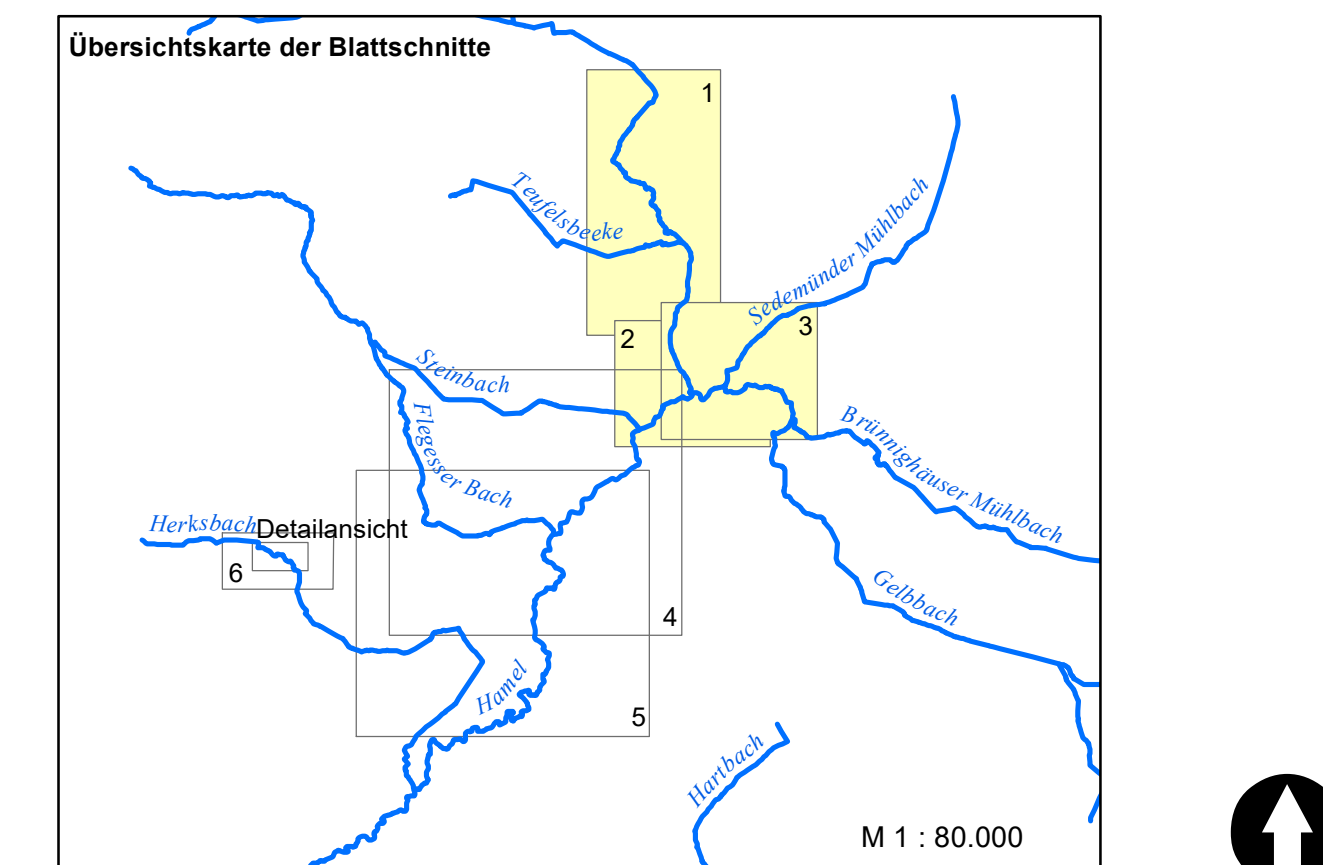 Übersichtskarte der Blattschnitte
1
Teufelsbeeke
Sedemünder Mühlbach
2
3
Steinbach
Flegesser Bach
Brünnighäuser Mühlbach
Herksbach
Detailansicht
6
Gelbbach
4
Hamel
5
Hartbach
M 1 : 80.000